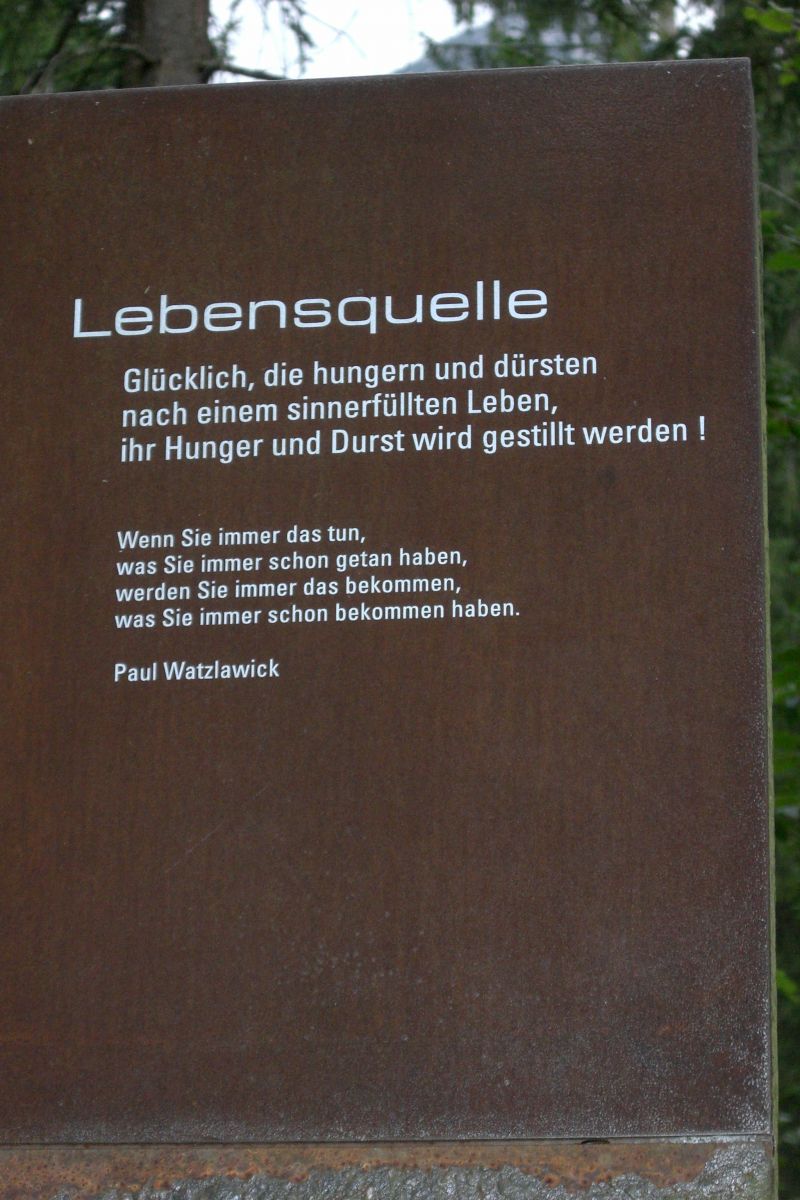 Lebensquelle
Glücklich, die hungern und dürsten
nach einem sinnerfüllten Leben,
ihr Hunger und Durst wird gestillt werden !
Wenn Sie immer das tun,
was Sie immer schon getan haben,
werden Sie immer das bekommen,
was Sie immer schon bekommen haben.
Paul Watzlawick